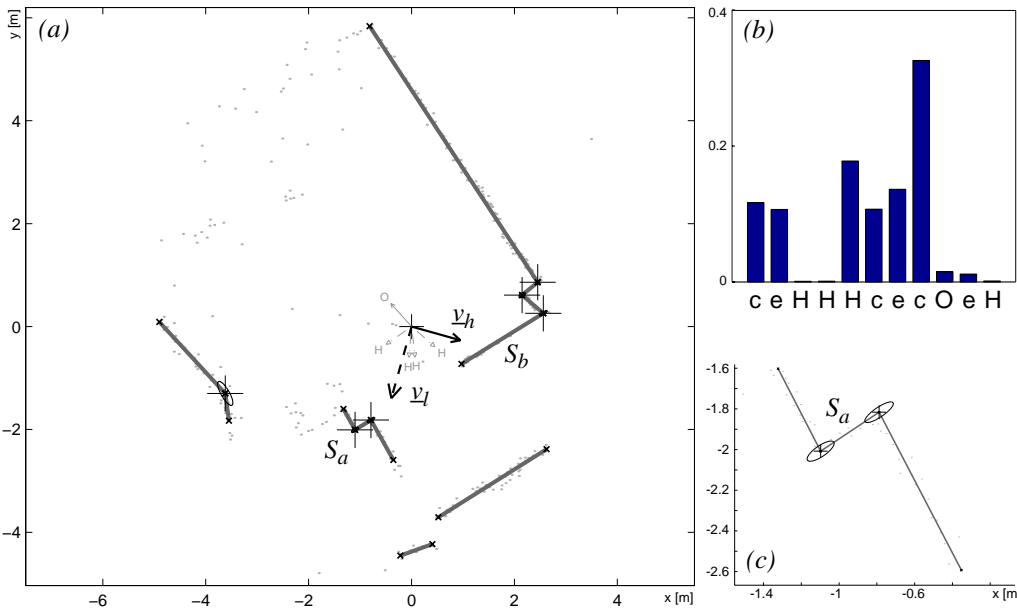 y [m]
(a)
4
2
0
−2
−4
−6
−4
−2
0
2
4
x [m]
O
H
H
H
H
v_h
v_l
S_b
S_a
(b)
0.4
0.2
0
c e H H H c e c O e H
-1.6
-1.8
-2
-2.2
-2.4
-2.6
S_a
(c)
-1.4
-1
-0.6
x [m